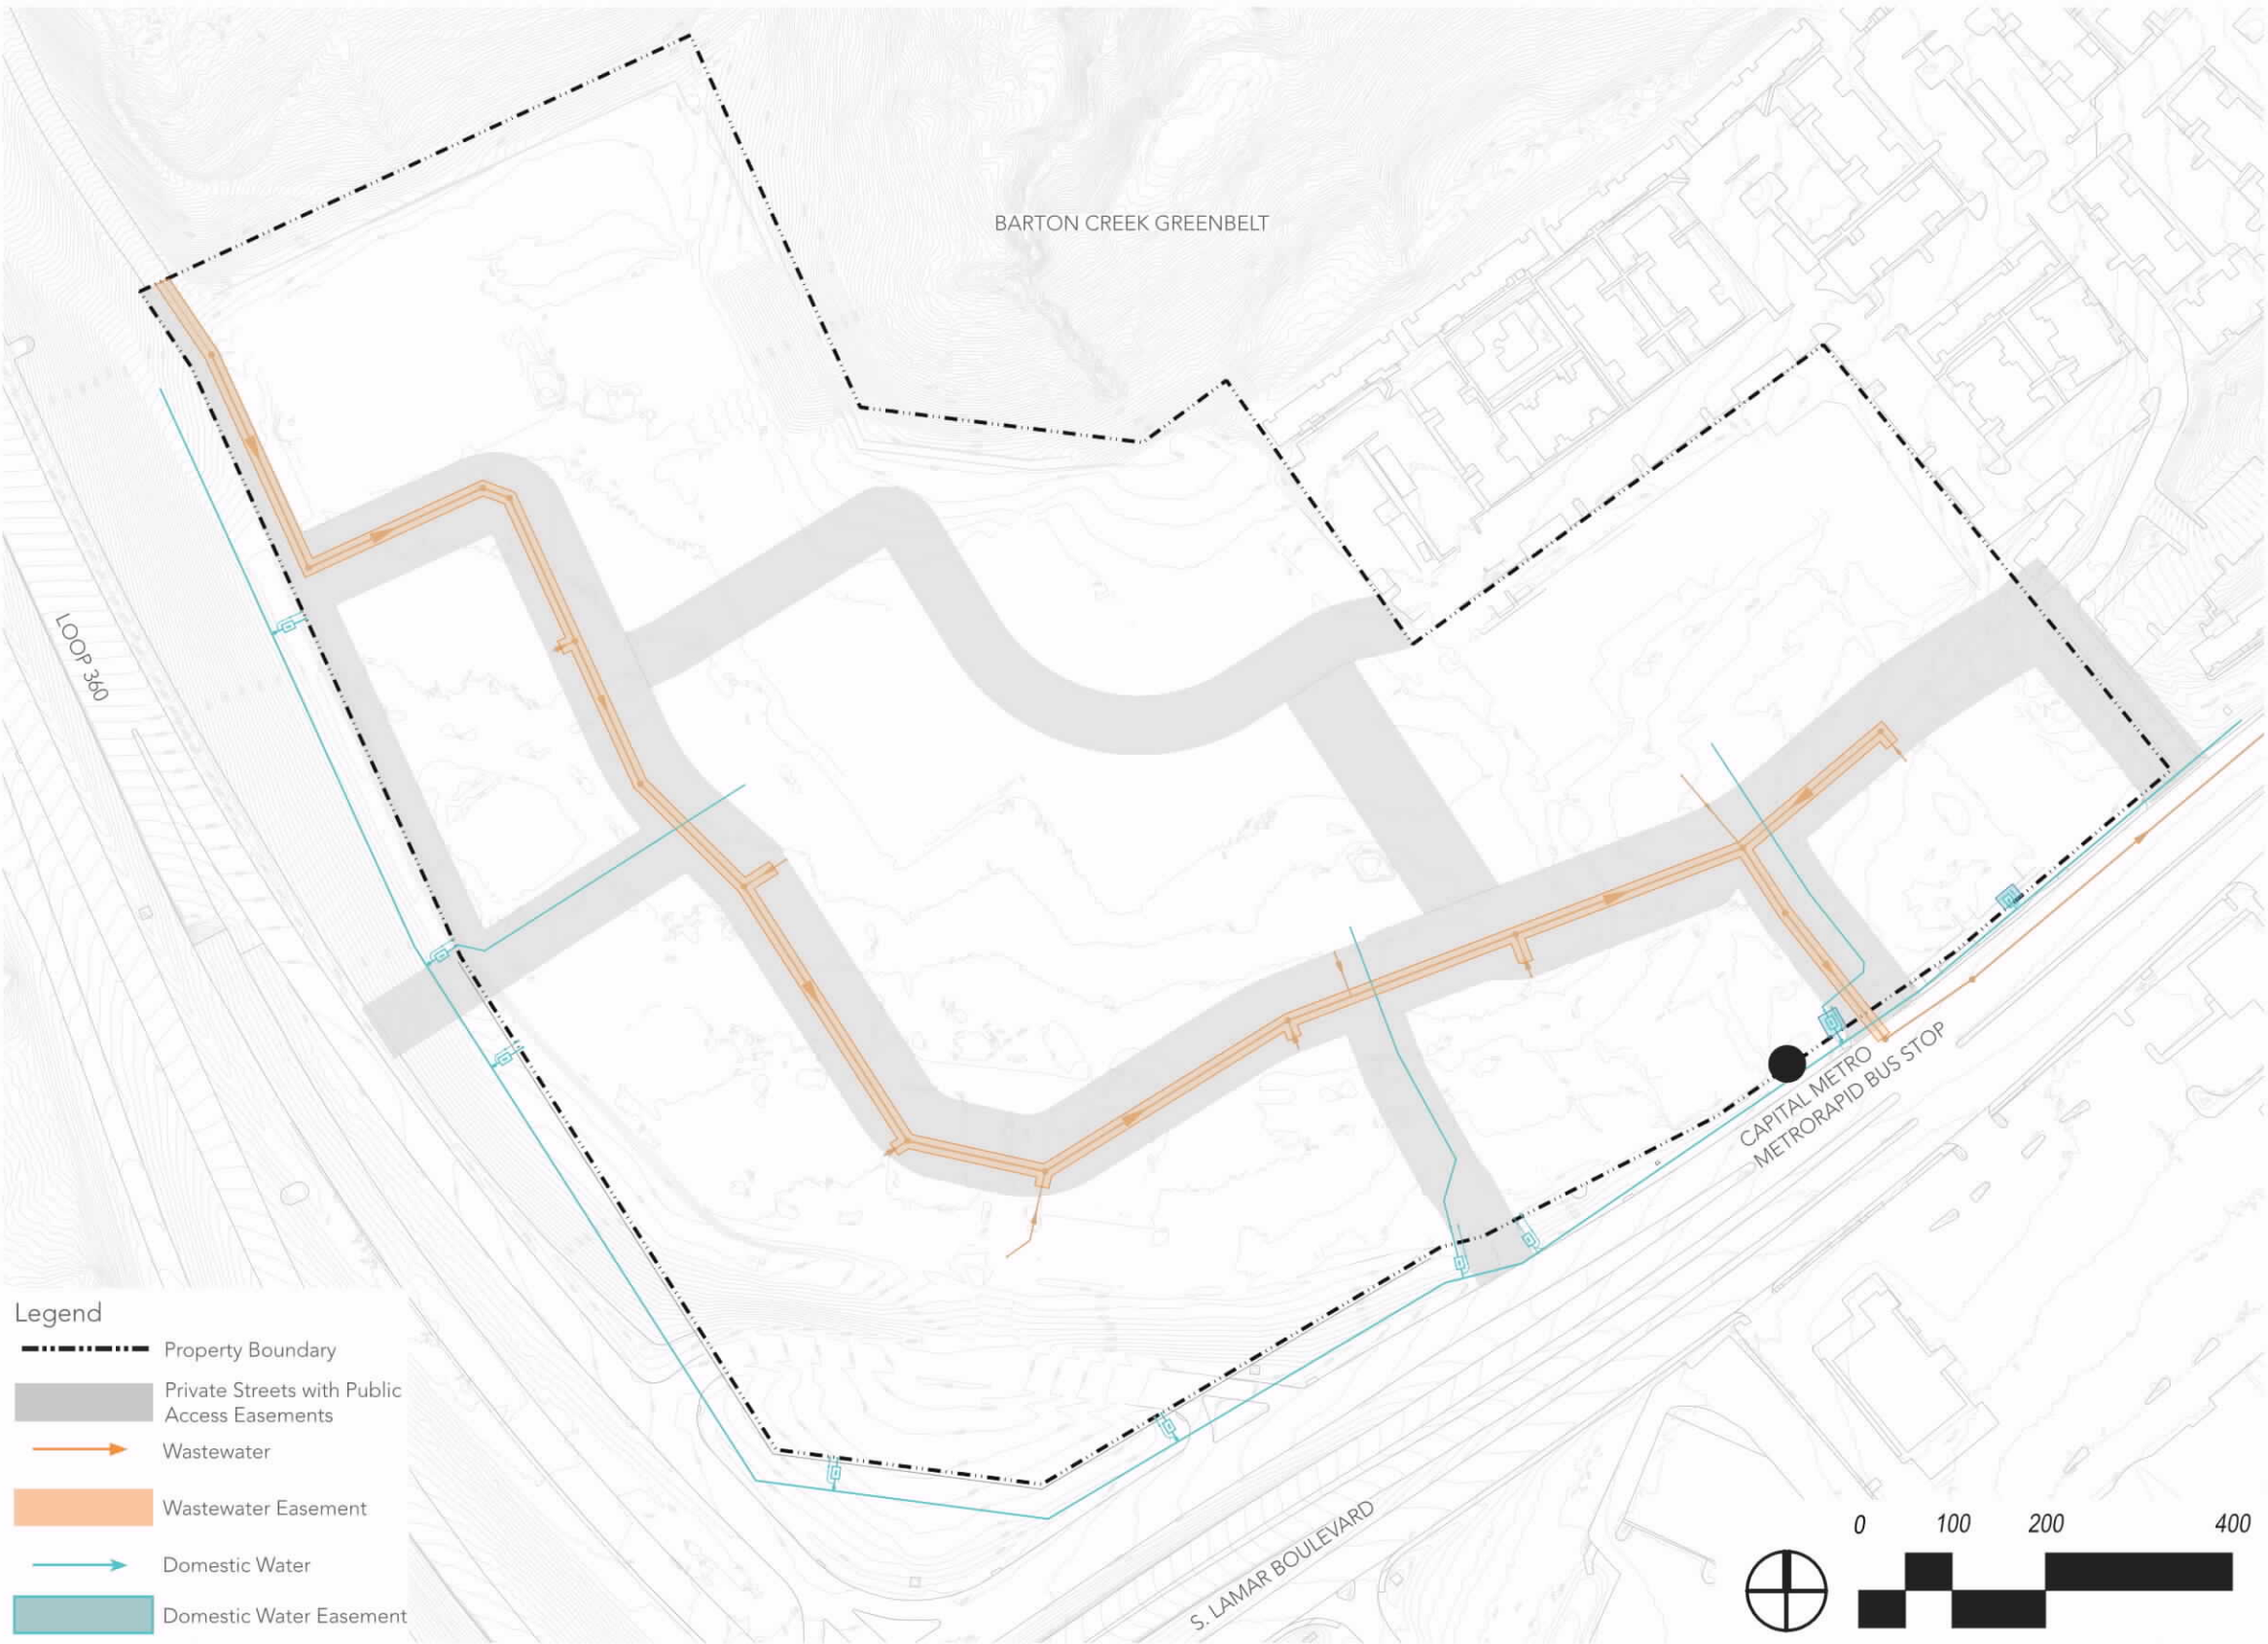 BARTON CREEK GREENBELT
LOOP 360
CAPITAL METRO
METRORAPID BUS STOP
S. LAMAR BOULEVARD
Legend
Property Boundary
Private Streets with Public
Access Easements
Wastewater
Wastewater Easement
Domestic Water
Domestic Water Easement
0 100 200 400